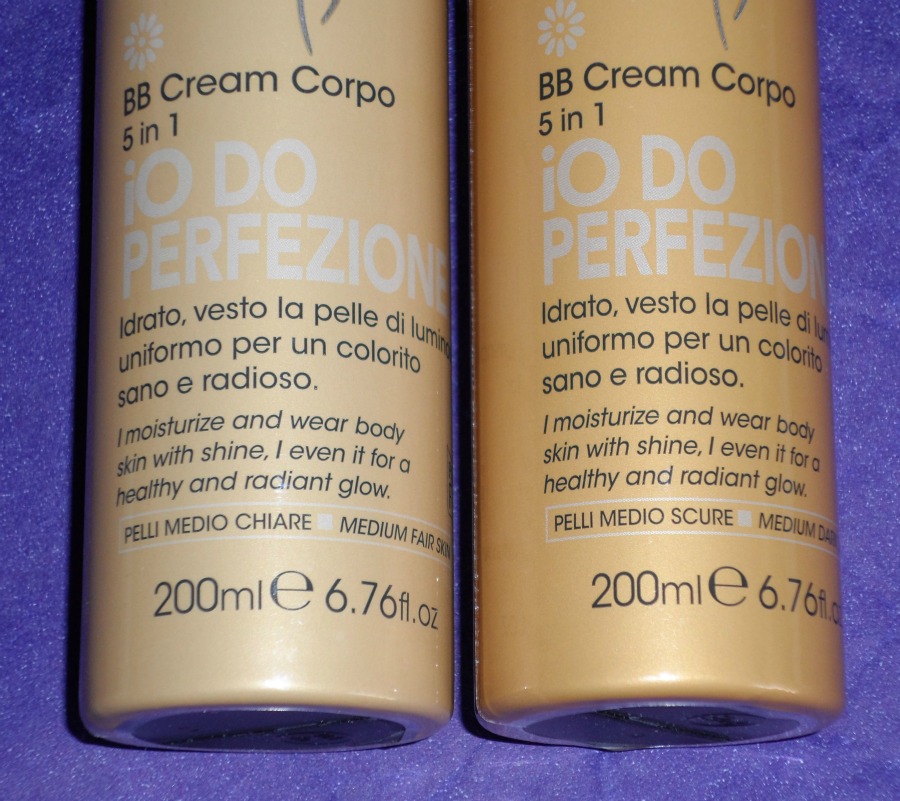 BB Cream Corpo
5 in 1
iO DO
PERFEZIONE
Idrato, vesto la pelle di
uniformo per un colorito
sano e radioso.
I moisturize and wear body
skin with shine, I even it for a
healthy and radiant glow.
PELLI MEDIO CHIARE MEDIUM FAIR SKIN
200ml e 6.76fl.oz
BB Cream Corpo
5 in 1
iO DO
PERFEZION
Idrato, vesto la pelle di
uniformo per un colorito
sano e radioso.
I moisturize and wear body
skin with shine, I even it for a
healthy and radiant glow.
PELLI MEDIO SCURE MEDIUM
200ml e 6.76fl.oz